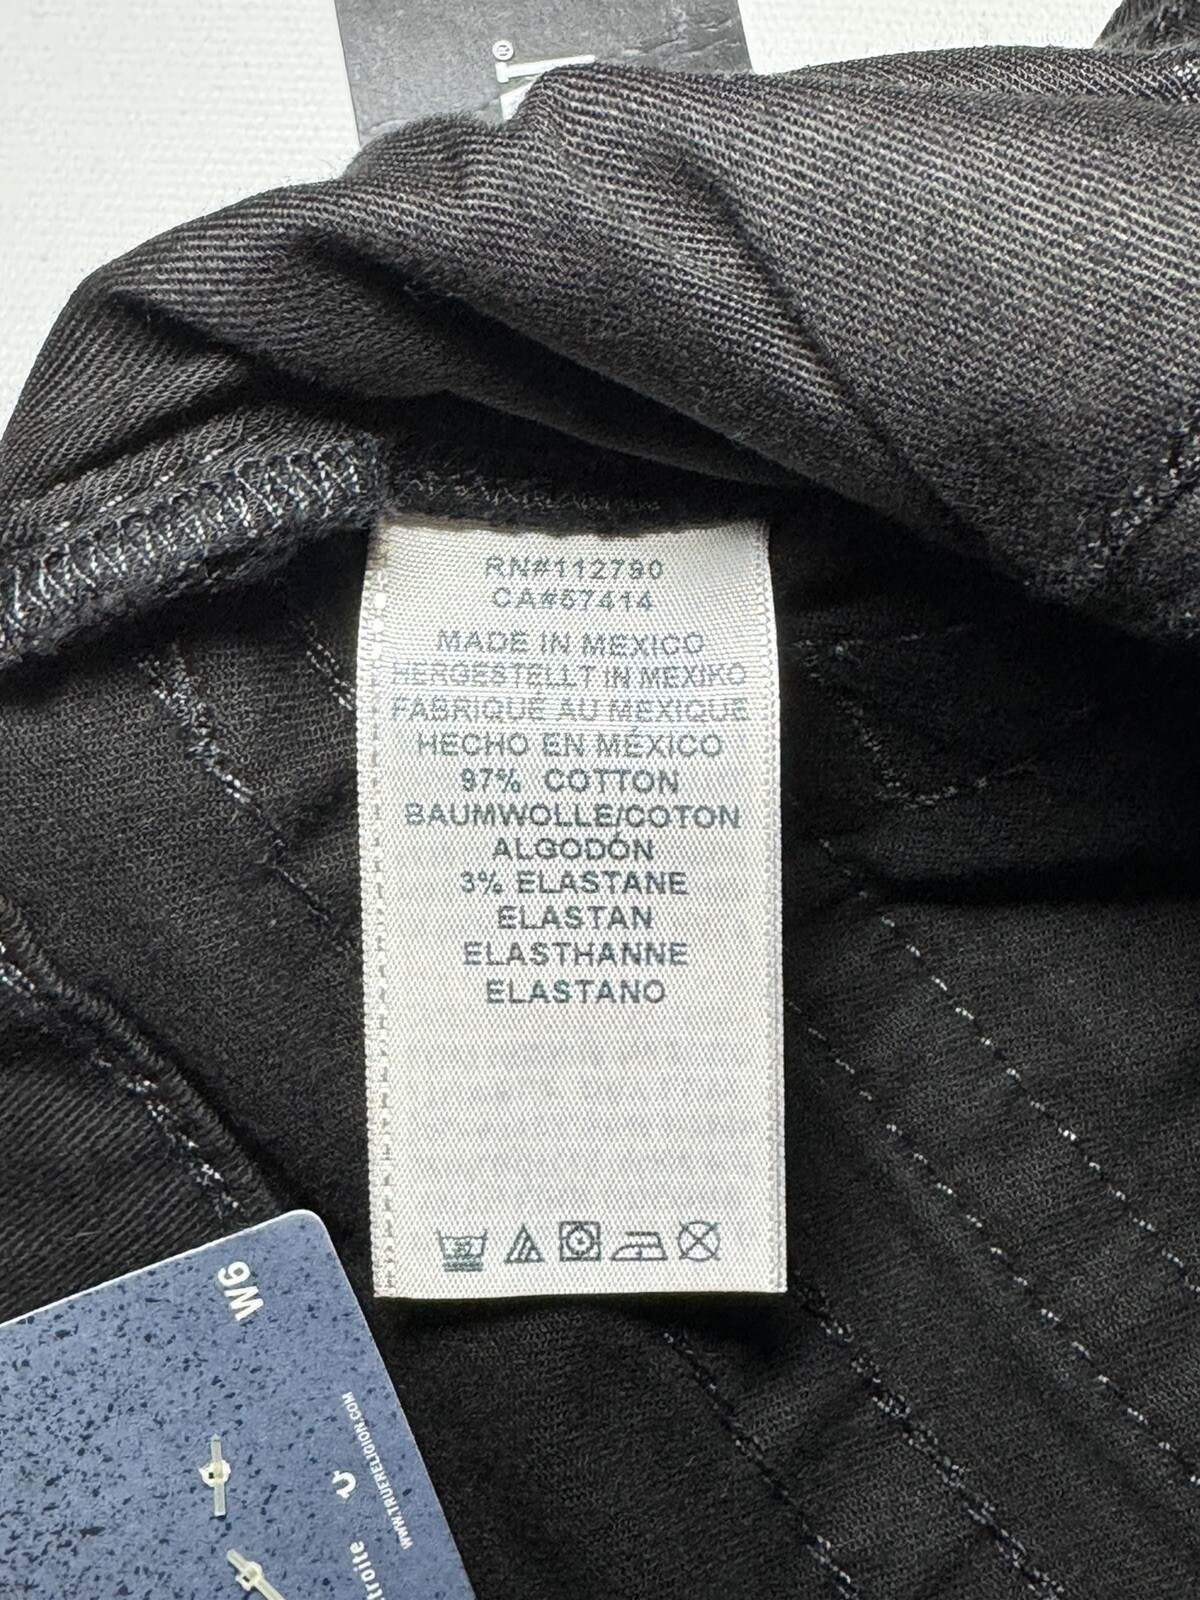 RN#112790
CA#57414
MADE IN MEXICO
HERGESTELLT IN MEXIKO
FABRIQUÉ AU MEXIQUE
HECHO EN MÉXICO
97% COTTON
BAUMWOLLE/COTON
ALGODÓN
3% ELASTANE
ELASTAN
ELASTHANNE
ELASTANO
W6
WWW.TRUERELIGION.COM